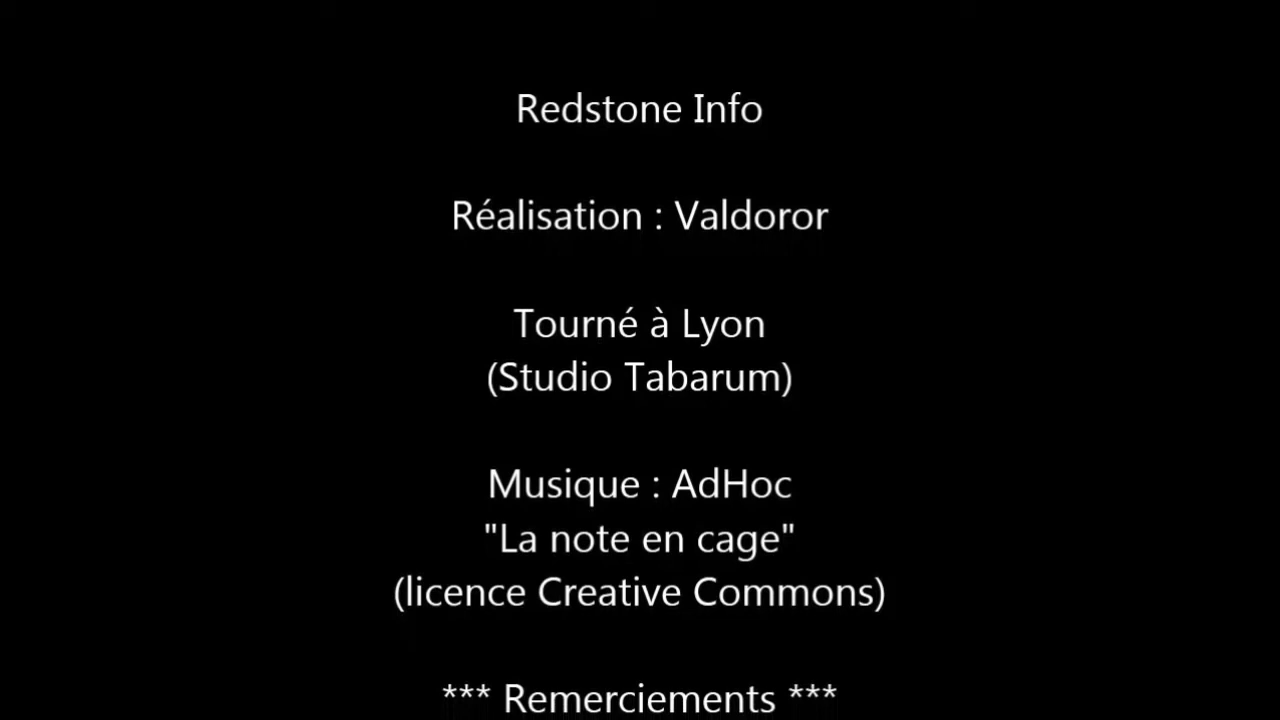 Redstone Info
Réalisation : Valdoror
Tourné à Lyon
(Studio Tabarum)
Musique : AdHoc
"La note en cage"
(licence Creative Commons)
*** Remerciements ***